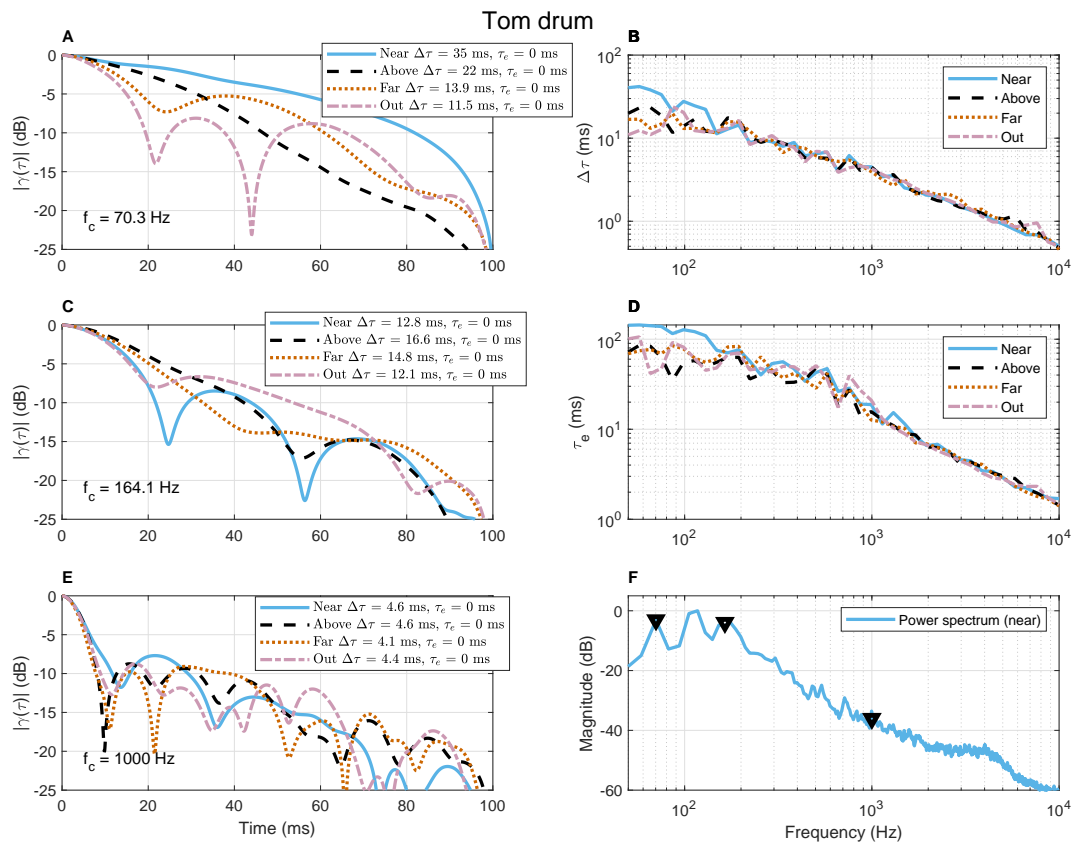 Tom drum
A
Near Δτ = 35 ms, τe = 0 ms
Above Δτ = 22 ms, τe = 0 ms
Far Δτ = 13.9 ms, τe = 0 ms
Out Δτ = 11.5 ms, τe = 0 ms
|γ(τ)| (dB)
0
-5
-10
-15
-20
-25
fc = 70.3 Hz
0 20 40 60 80 100
B
Near
Above
Far
Out
Δ τ (ms)
10^2
10^1
10^0
10^2 10^3 10^4
C
Near Δτ = 12.8 ms, τe = 0 ms
Above Δτ = 16.6 ms, τe = 0 ms
Far Δτ = 14.8 ms, τe = 0 ms
Out Δτ = 12.1 ms, τe = 0 ms
|γ(τ)| (dB)
0
-5
-10
-15
-20
-25
fc = 164.1 Hz
0 20 40 60 80 100
D
Near
Above
Far
Out
τe (ms)
10^2
10^1
10^0
10^2 10^3 10^4
E
Near Δτ = 4.6 ms, τe = 0 ms
Above Δτ = 4.6 ms, τe = 0 ms
Far Δτ = 4.1 ms, τe = 0 ms
Out Δτ = 4.4 ms, τe = 0 ms
|γ(τ)| (dB)
0
-5
-10
-15
-20
-25
fc = 1000 Hz
0 20 40 60 80 100
Time (ms)
F
Power spectrum (near)
Magnitude (dB)
0
-20
-40
-60
10^2 10^3 10^4
Frequency (Hz)